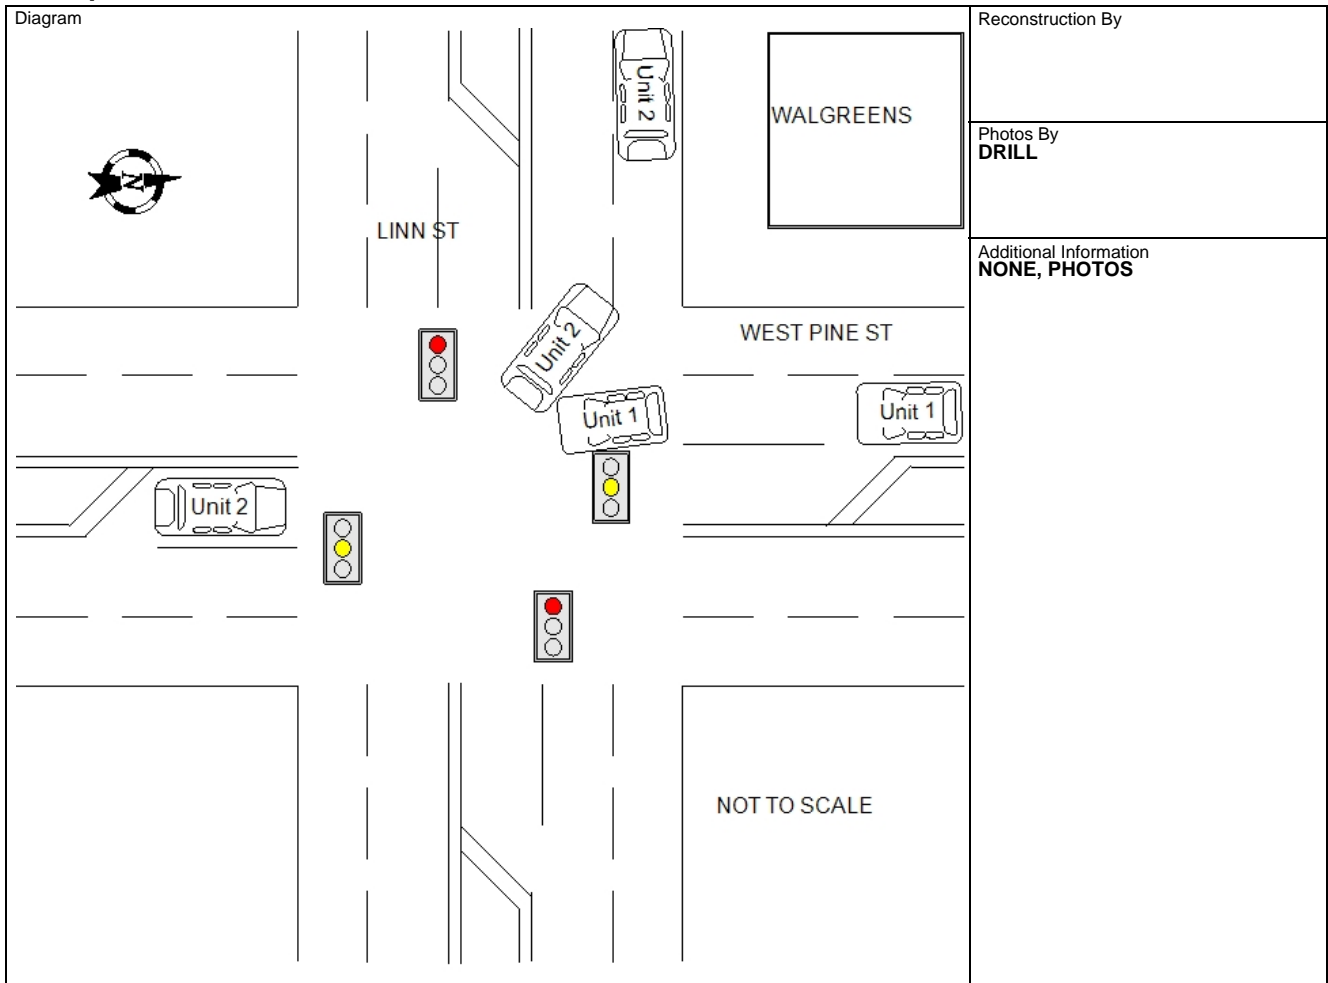 Diagram
Reconstruction By
Unit 2
WALGREENS
Photos By
DRILL
N
LINN ST
Additional Information
NONE, PHOTOS
Unit 2
WEST PINE ST
Unit 1
Unit 1
Unit 2
NOT TO SCALE